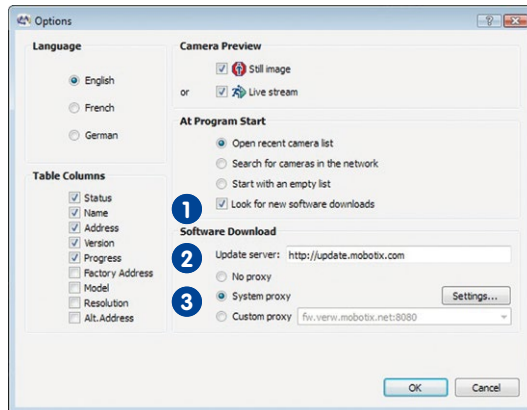 Options
Language
English
French
German
Table Columns
Status
Name
Address
Version
Progress
Factory Address
Model
Resolution
Alt.Address
Camera Preview
Still image
or Live stream
At Program Start
Open recent camera list
Search for cameras in the network
Start with an empty list
1 Look for new software downloads
Software Download
2 Update server: http://update.mobotix.com
No proxy
3 System proxy Settings...
Custom proxy fw.verw.mobotix.net:8080
OK Cancel